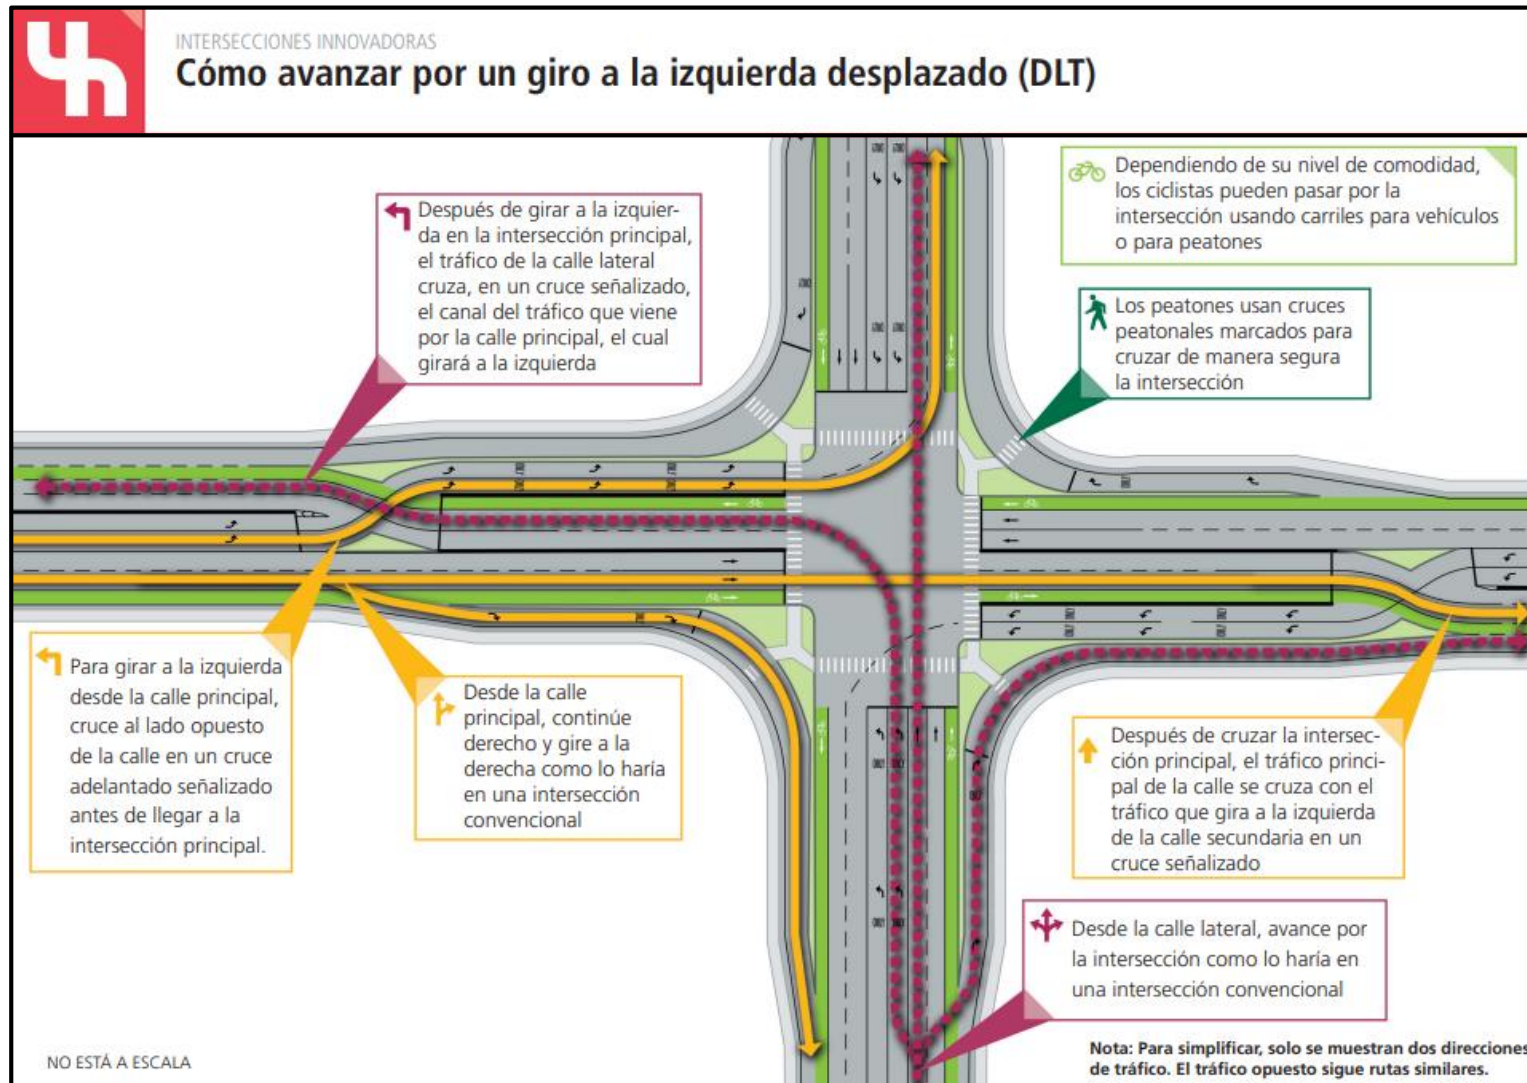 INTERSECCIONES INNOVADORAS
Cómo avanzar por un giro a la izquierda desplazado (DLT)
Después de girar a la izquier-
da en la intersección principal,
el tráfico de la calle lateral
cruza, en un cruce señalizado,
el canal del tráfico que viene
por la calle principal, el cual
girará a la izquierda
Dependiendo de su nivel de comodidad,
los ciclistas pueden pasar por la
intersección usando carriles para vehículos
o para peatones
Los peatones usan cruces
peatonales marcados para
cruzar de manera segura
la intersección
Para girar a la izquierda
desde la calle principal,
cruce al lado opuesto
de la calle en un cruce
adelantado señalizado
antes de llegar a la
intersección principal.
Desde la calle
principal, continúe
derecho y gire a la
derecha como lo haría
en una intersección
convencional
Después de cruzar la intersec-
ción principal, el tráfico princi-
pal de la calle se cruza con el
tráfico que gira a la izquierda
de la calle secundaria en un
cruce señalizado
Desde la calle lateral, avance por
la intersección como lo haría en
una intersección convencional
NO ESTÁ A ESCALA
Nota: Para simplificar, solo se muestran dos direcciones
de tráfico. El tráfico opuesto sigue rutas similares.